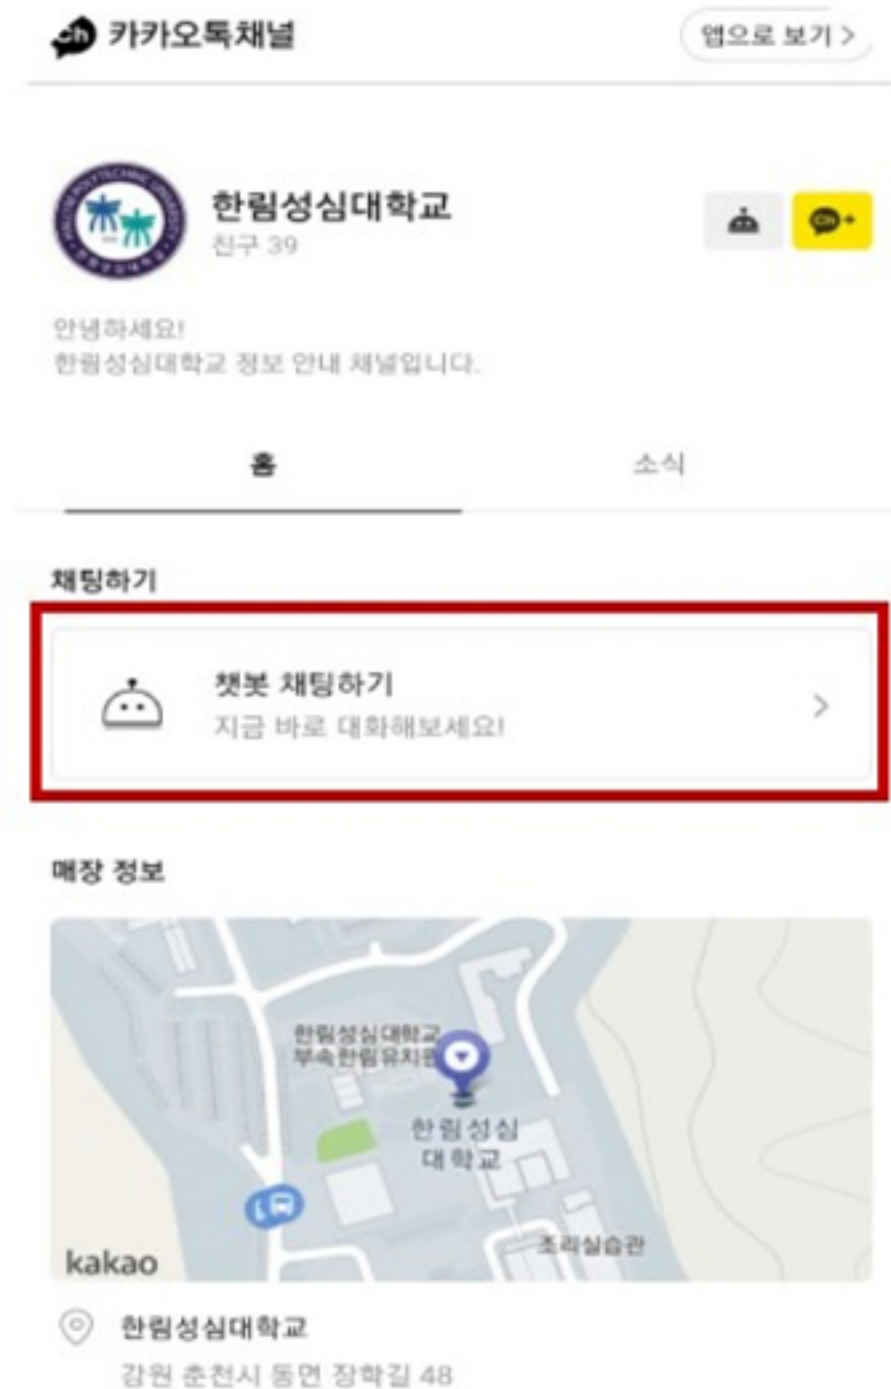 Ch 카카오톡채널
앱으로 보기 >
한림성심대학교
친구 39
Ch+
안녕하세요!
한림성심대학교 정보 안내 채널입니다.
홈
소식
채팅하기
챗봇 채팅하기
지금 바로 대화해보세요!
매장 정보
한림성심대학교
부속한림유치원
한림성심
대학교
조리실습관
kakao
한림성심대학교
강원 춘천시 동면 장학길 48